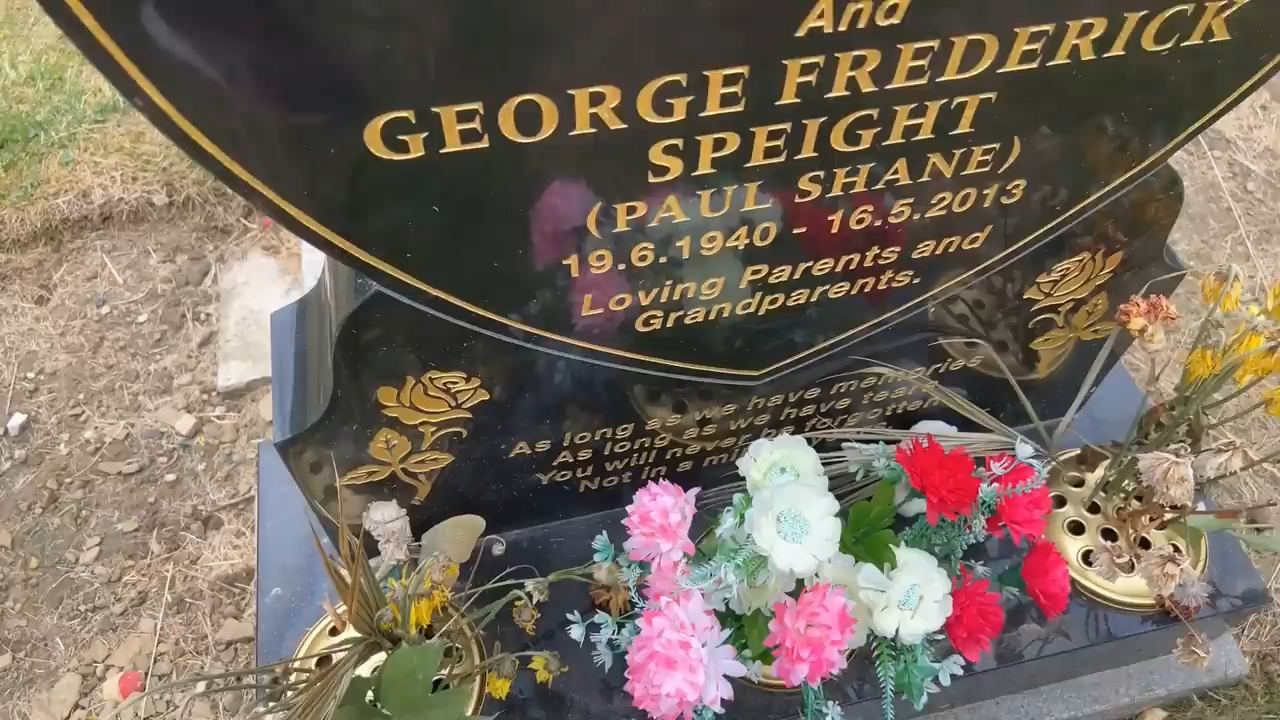 And
GEORGE FREDERICK
SPEIGHT
(PAUL SHANE)
19.6.1940 - 16.5.2013
Loving Parents and
Grandparents.
As long as we have memories
As long as we have tears
You will never be forgotten
Not in a